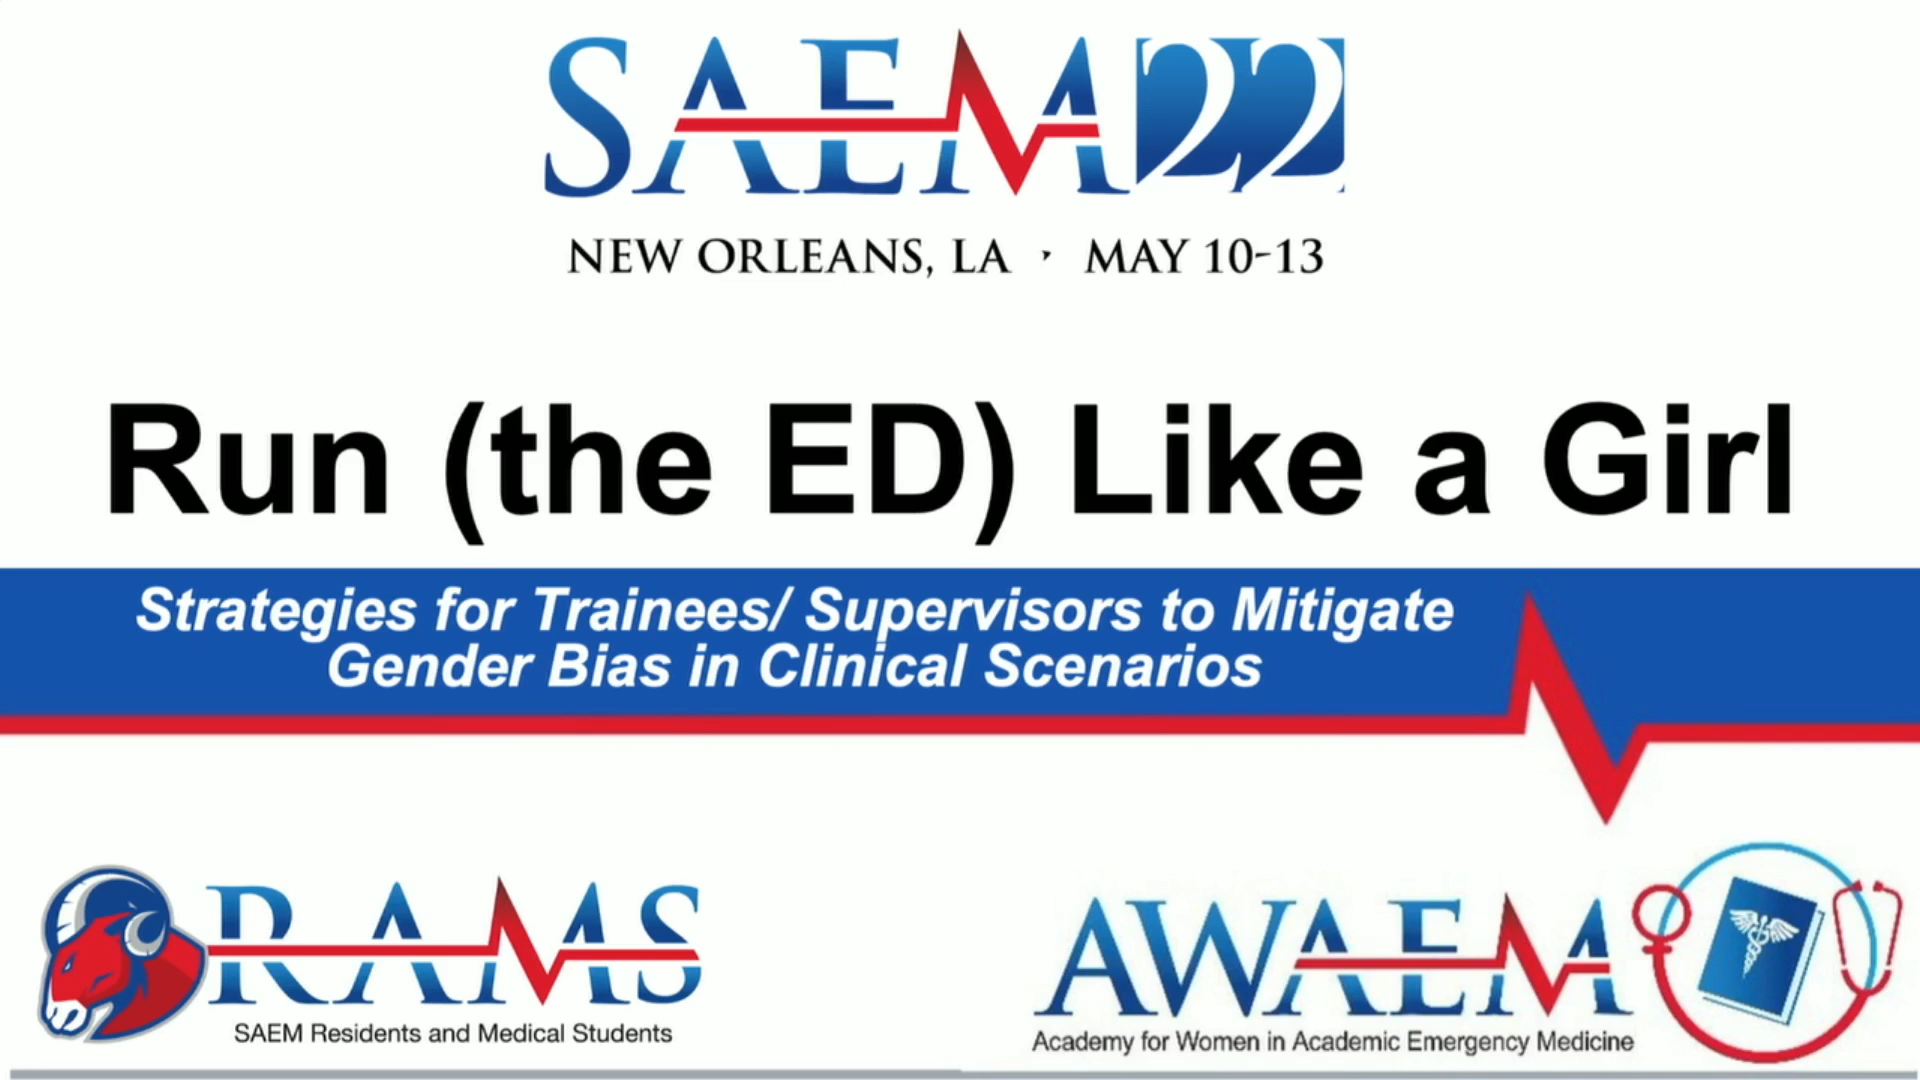 SAEM22
NEW ORLEANS, LA · MAY 10-13
Run (the ED) Like a Girl
Strategies for Trainees/ Supervisors to Mitigate
Gender Bias in Clinical Scenarios
RAMS
SAEM Residents and Medical Students
AWAEM
Academy for Women in Academic Emergency Medicine